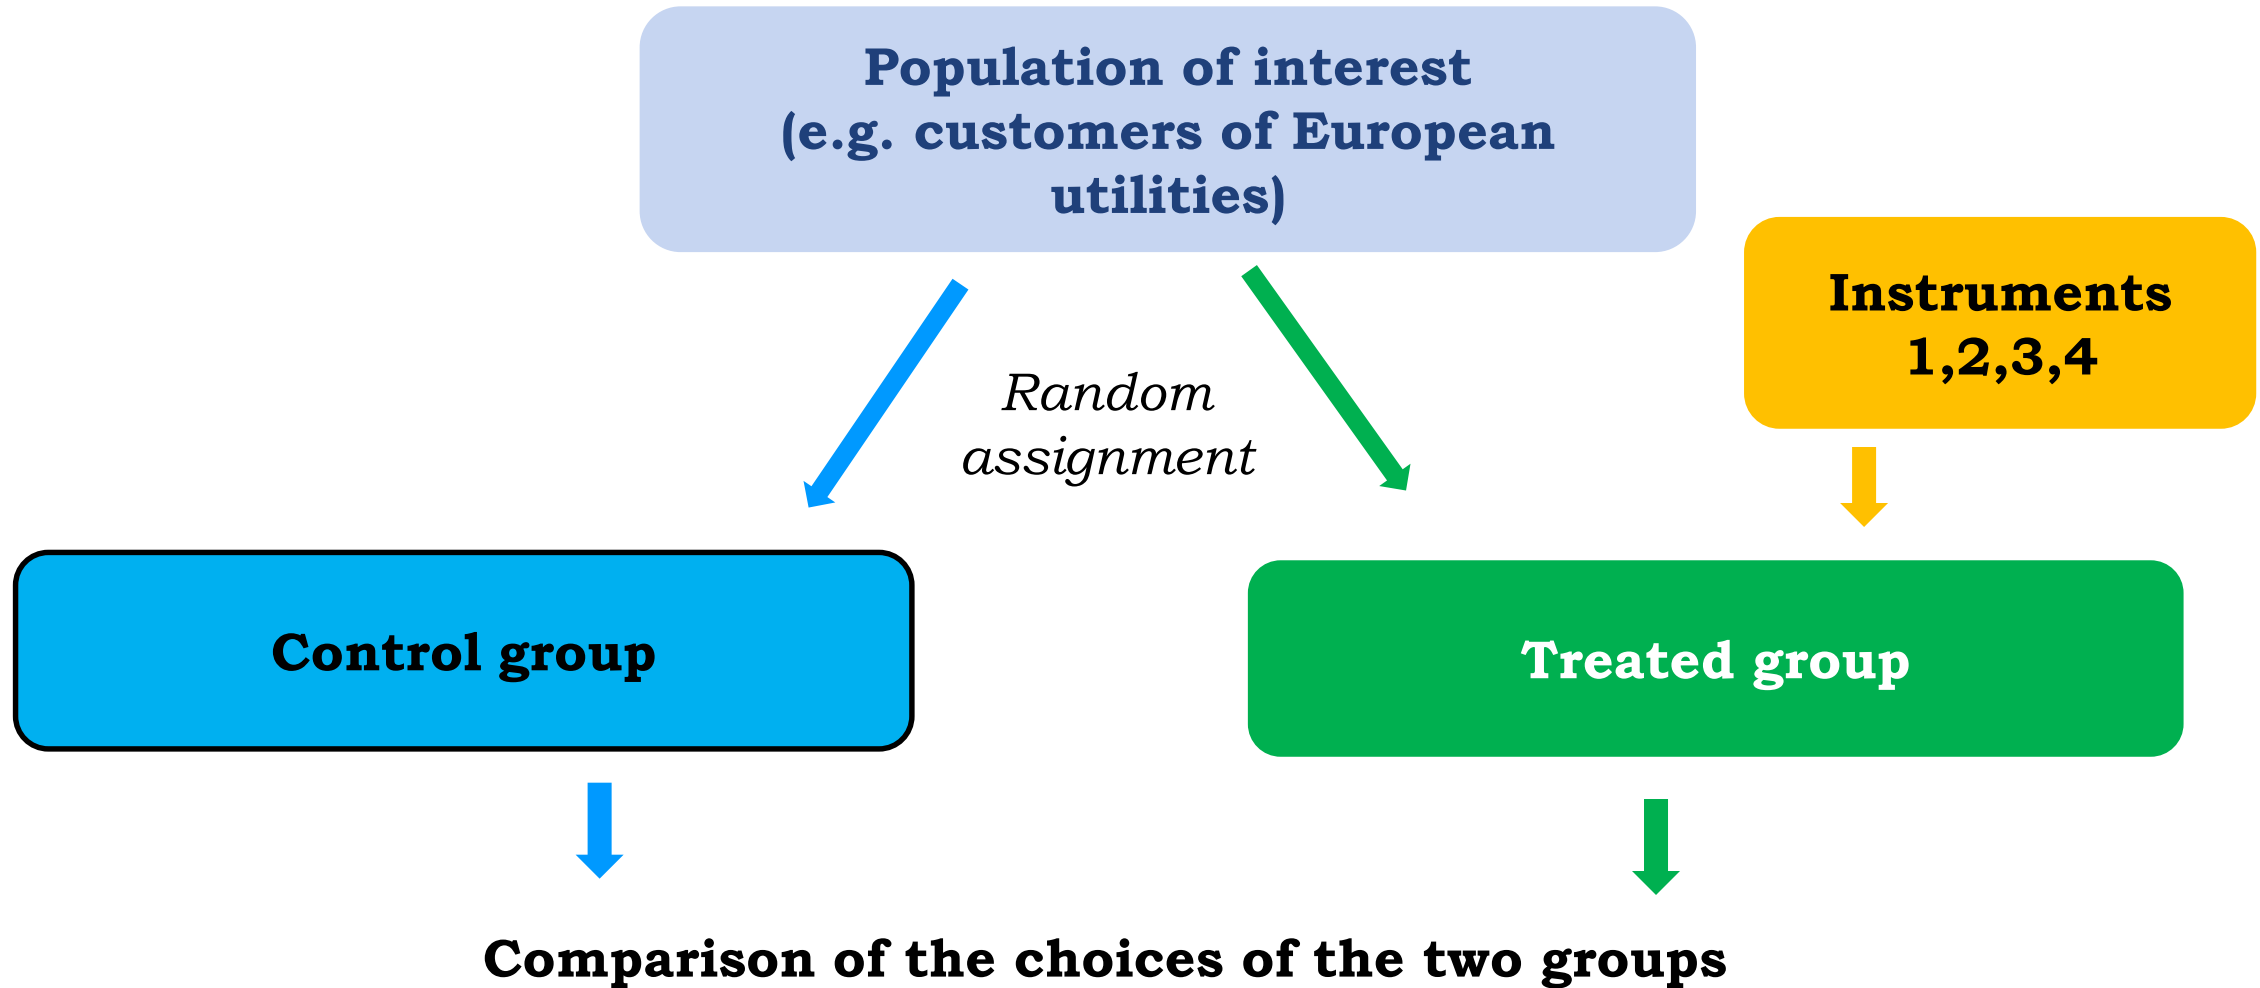 Population of interest
(e.g. customers of European
utilities)
Instruments
1,2,3,4
Random
assignment
Control group
Treated group
Comparison of the choices of the two groups